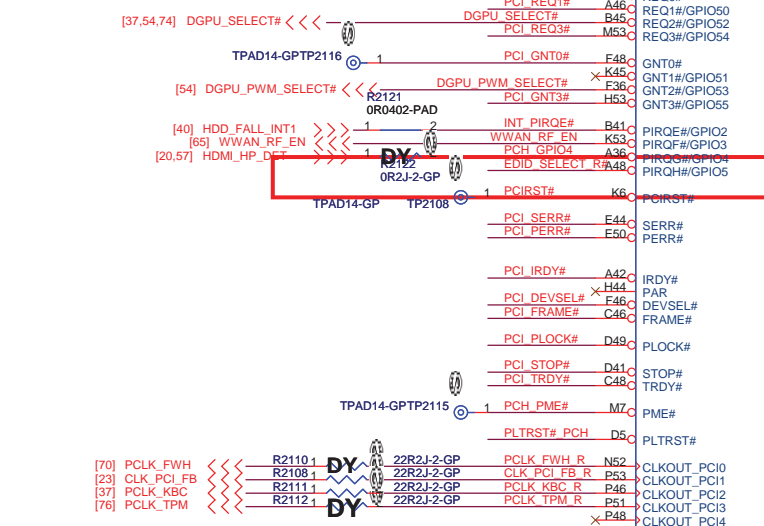 PCI_REQ1# A46 REQ1#/GPIO50
[37,54,74] DGPU_SELECT# DGPU_SELECT# B45 REQ2#/GPIO52
PCI_REQ3# M53 REQ3#/GPIO54
TPAD14-GPTP2116 1 PCI_GNT0# F48 GNT0#
K45 GNT1#/GPIO51
[54] DGPU_PWM_SELECT# DGPU_PWM_SELECT# F36 GNT2#/GPIO53
R2121 PCI_GNT3# H53 GNT3#/GPIO55
0R0402-PAD
[40] HDD_FALL_INT1 1 2 INT_PIRQE# B41 PIRQE#/GPIO2
[65] WWAN_RF_EN WWAN_RF_EN K53 PIRQF#/GPIO3
[20,57] HDMI_HP_DET 1 DY PCH_GPIO4 A36 PIRQG#/GPIO4
R2122 EDID_SELECT_R# A48 PIRQH#/GPIO5
0R2J-2-GP
1 PCIRST# K6 PCIRST#
TPAD14-GP TP2108
PCI_SERR# E44 SERR#
PCI_PERR# E50 PERR#
PCI_IRDY# A42 IRDY#
H44 PAR
PCI_DEVSEL# F46 DEVSEL#
PCI_FRAME# C46 FRAME#
PCI_PLOCK# D49 PLOCK#
PCI_STOP# D41 STOP#
PCI_TRDY# C48 TRDY#
TPAD14-GPTP2115 1 PCH_PME# M7 PME#
PLTRST#_PCH D5 PLTRST#
[70] PCLK_FWH R2110 1 DY 22R2J-2-GP PCLK_FWH_R N52 CLKOUT_PCI0
[23] CLK_PCI_FB R2108 1 22R2J-2-GP CLK_PCI_FB_R P53 CLKOUT_PCI1
[37] PCLK_KBC R2111 1 22R2J-2-GP PCLK_KBC_R P46 CLKOUT_PCI2
[76] PCLK_TPM R2112 1 DY 22R2J-2-GP PCLK_TPM_R P51 CLKOUT_PCI3
P48 CLKOUT_PCI4